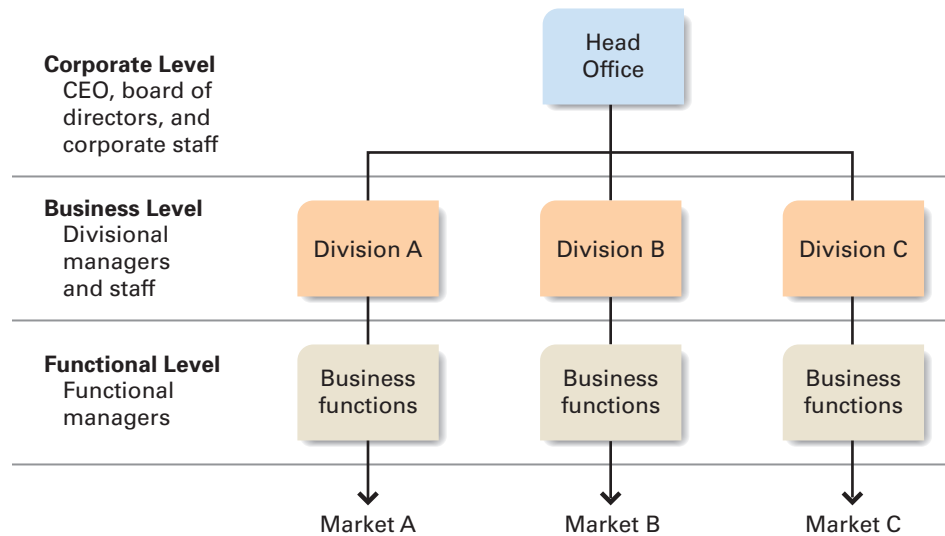 Head
Office
Corporate Level
CEO, board of
directors, and
corporate staff
Business Level
Divisional
managers
and staff
Division A
Division B
Division C
Functional Level
Functional
managers
Business
functions
Business
functions
Business
functions
Market A
Market B
Market C